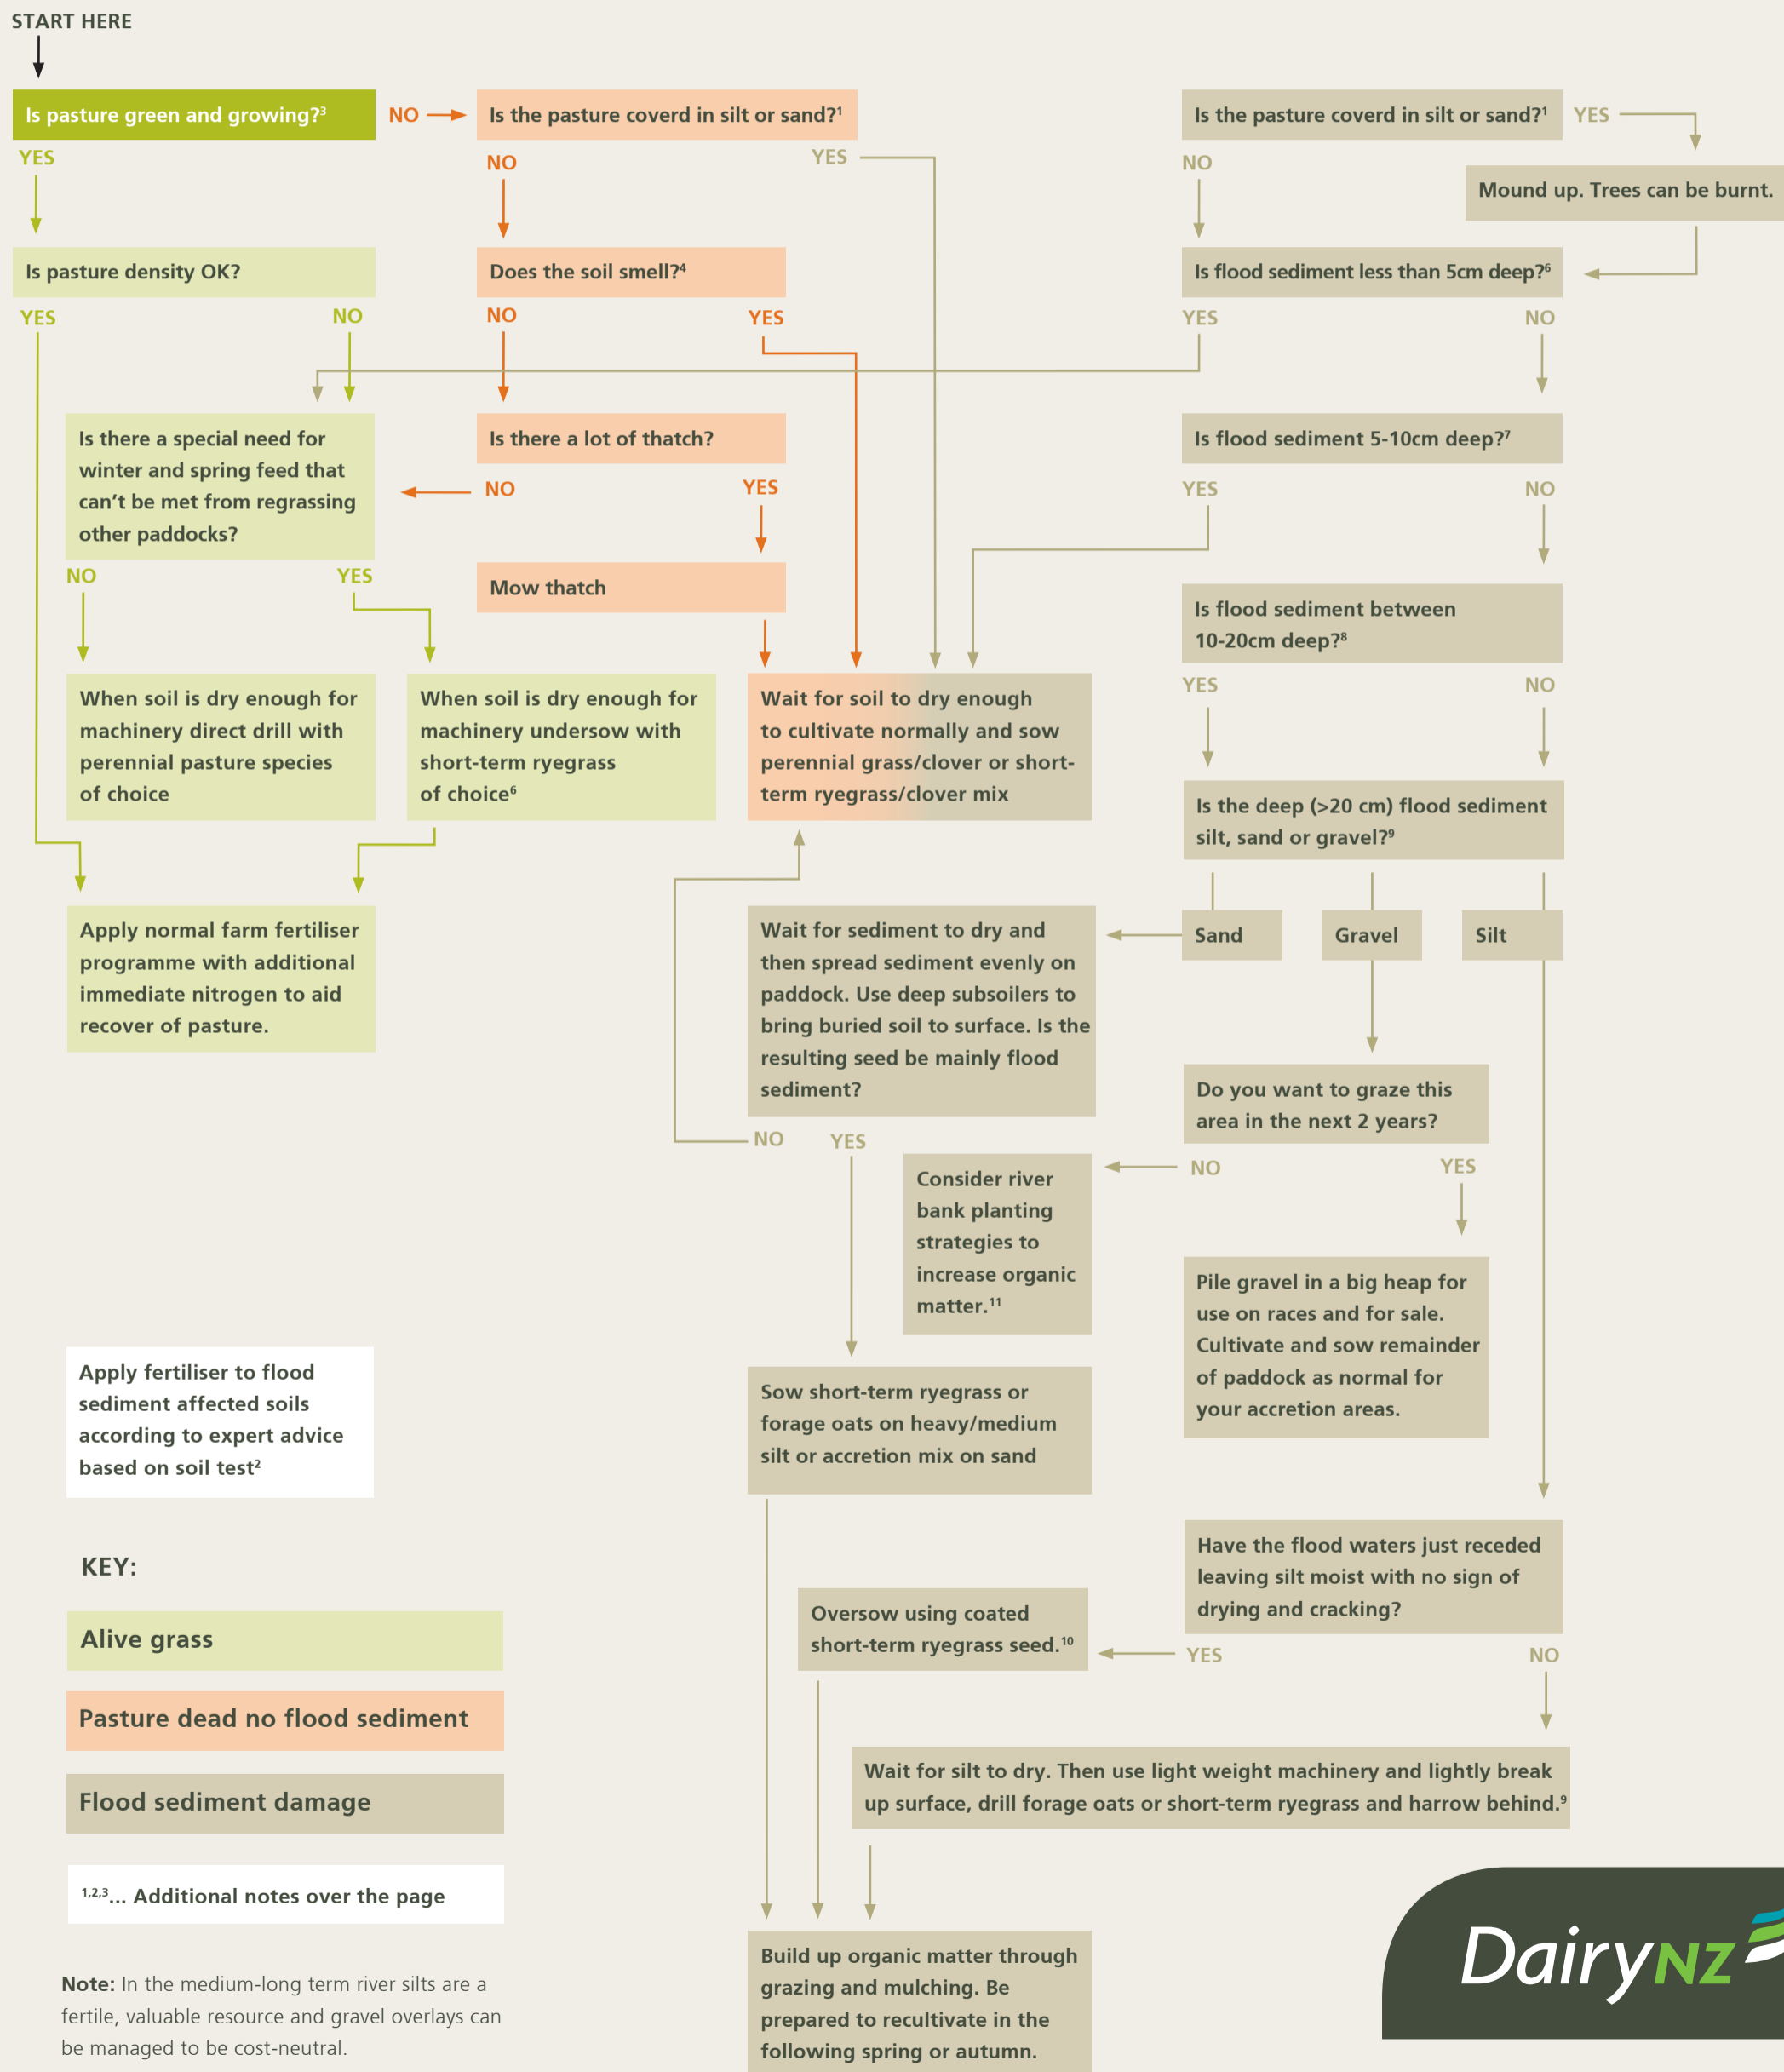 START HERE
Is pasture green and growing?³
NO
Is the pasture coverd in silt or sand?¹
YES
NO
YES
Is pasture density OK?
Does the soil smell?⁴
YES
NO
NO
YES
Is there a special need for
winter and spring feed that
can’t be met from regrassing
other paddocks?
Is there a lot of thatch?
NO
YES
Mow thatch
NO
YES
When soil is dry enough for
machinery direct drill with
perennial pasture species
of choice
When soil is dry enough for
machinery undersow with
short-term ryegrass
of choice⁶
Wait for soil to dry enough
to cultivate normally and sow
perennial grass/clover or short-
term ryegrass/clover mix
Apply normal farm fertiliser
programme with additional
immediate nitrogen to aid
recover of pasture.
Is the pasture coverd in silt or sand?¹
YES
NO
Mound up. Trees can be burnt.
Is flood sediment less than 5cm deep?⁶
YES
NO
Is flood sediment 5-10cm deep?⁷
YES
NO
Is flood sediment between
10-20cm deep?⁸
YES
NO
Is the deep (>20 cm) flood sediment
silt, sand or gravel?⁹
Sand
Gravel
Silt
Wait for sediment to dry and
then spread sediment evenly on
paddock. Use deep subsoilers to
bring buried soil to surface. Is the
resulting seed be mainly flood
sediment?
NO
YES
Do you want to graze this
area in the next 2 years?
NO
YES
Consider river
bank planting
strategies to
increase organic
matter.¹¹
Pile gravel in a big heap for
use on races and for sale.
Cultivate and sow remainder
of paddock as normal for
your accretion areas.
Sow short-term ryegrass or
forage oats on heavy/medium
silt or accretion mix on sand
Have the flood waters just receded
leaving silt moist with no sign of
drying and cracking?
YES
NO
Oversow using coated
short-term ryegrass seed.¹⁰
Wait for silt to dry. Then use light weight machinery and lightly break
up surface, drill forage oats or short-term ryegrass and harrow behind.⁹
Build up organic matter through
grazing and mulching. Be
prepared to recultivate in the
following spring or autumn.
Apply fertiliser to flood
sediment affected soils
according to expert advice
based on soil test²
KEY:
Alive grass
Pasture dead no flood sediment
Flood sediment damage
¹,²,³... Additional notes over the page
Note: In the medium-long term river silts are a
fertile, valuable resource and gravel overlays can
be managed to be cost-neutral.
DairyNZ